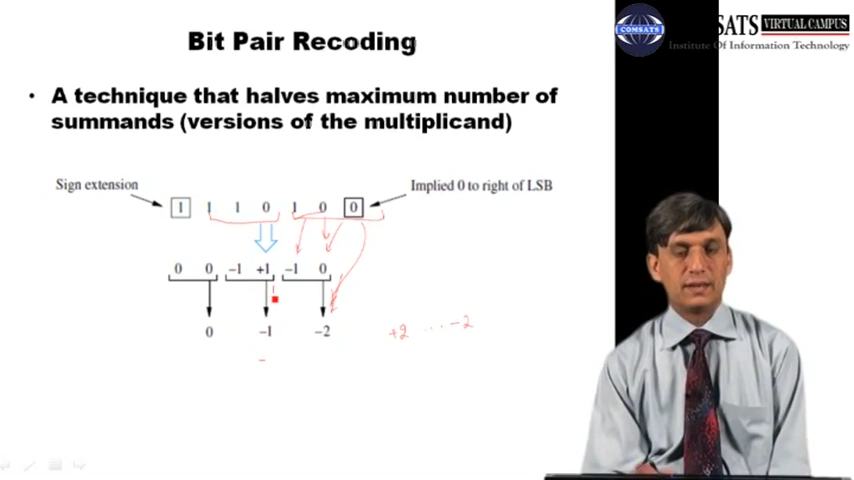 Bit Pair Recoding
COMSATS
SATS VIRTUAL CAMPUS
Institute Of Information Technology
• A technique that halves maximum number of
summands (versions of the multiplicand)
Sign extension
Implied 0 to right of LSB
1 1 1 0 1 0 0
0 0 −1 +1 −1 0
0 −1 −2
+2 ... −2